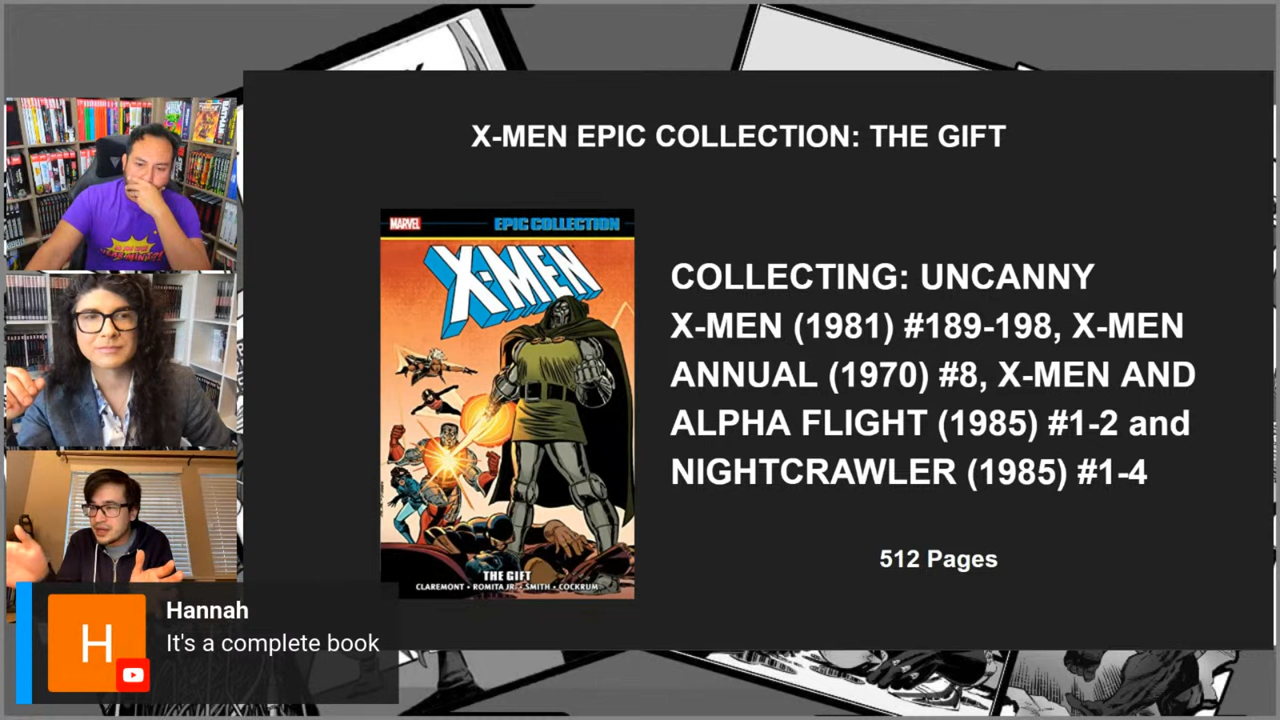 X-MEN EPIC COLLECTION: THE GIFT
MARVEL
EPIC COLLECTION
X-MEN
THE GIFT
CLAREMONT • ROMITA JR. • SMITH • COCKRUM
COLLECTING: UNCANNY
X-MEN (1981) #189-198, X-MEN
ANNUAL (1970) #8, X-MEN AND
ALPHA FLIGHT (1985) #1-2 and
NIGHTCRAWLER (1985) #1-4
512 Pages
H
Hannah
It's a complete book